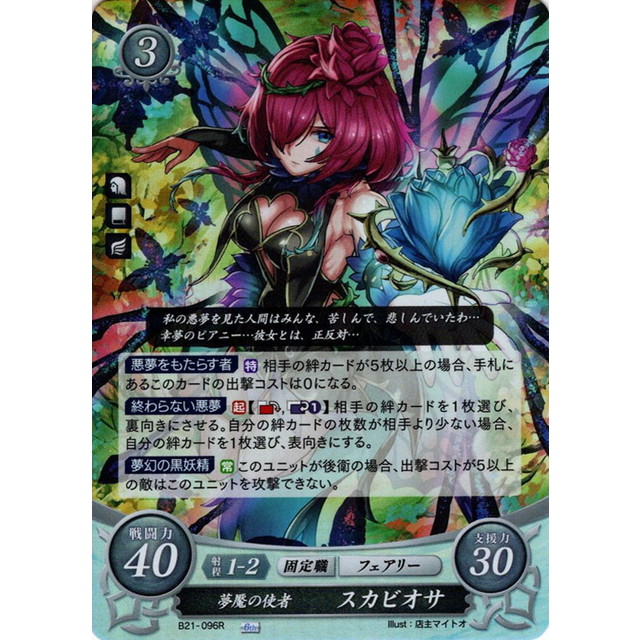 3
私の悪夢を見た人間はみんな、苦しんで、悲しんでいたわ…
幸夢のピアニー…彼女とは、正反対…
悪夢をもたらす者 特 相手の絆カードが5枚以上の場合、手札に
あるこのカードの出撃コストは0になる。
終わらない悪夢 起【 , 1】相手の絆カードを1枚選び、
裏向きにさせる。自分の絆カードの枚数が相手より少ない場合、
自分の絆カードを1枚選び、表向きにする。
夢幻の黒妖精 常 このユニットが後衛の場合、出撃コストが5以上
の敵はこのユニットを攻撃できない。
戦闘力
40
射程 1-2
固定職
フェアリー
支援力
30
夢魘の使者 スカビオサ
B21-096R
Illust:店主マイトオ